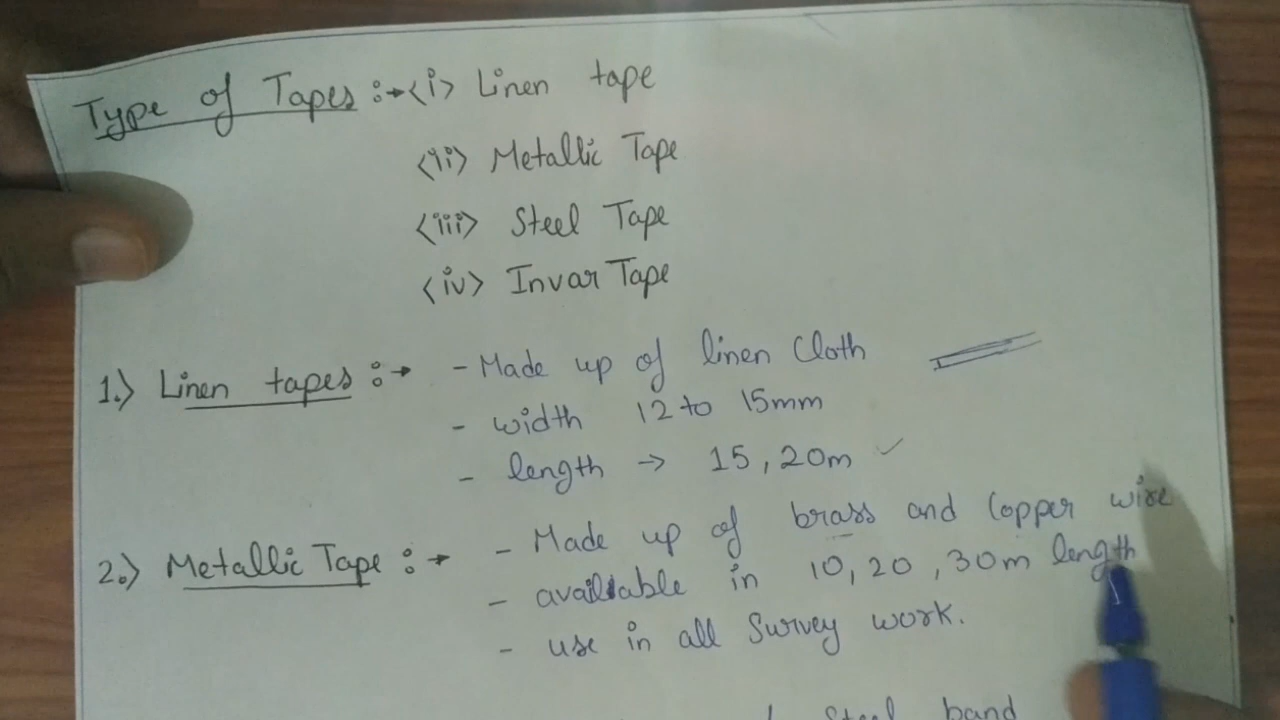 Type of Tapes :→ <i> Linen tape
<ii> Metallic Tape
<iii> Steel Tape
<iv> Invar Tape
1.) Linen tapes :→ - Made up of linen Cloth
- width 12 to 15mm
- length → 15, 20m ✓
2.) Metallic Tape :→ - Made up of brass and Copper wire
- available in 10, 20, 30m length
- use in all Survey work.
Steel band